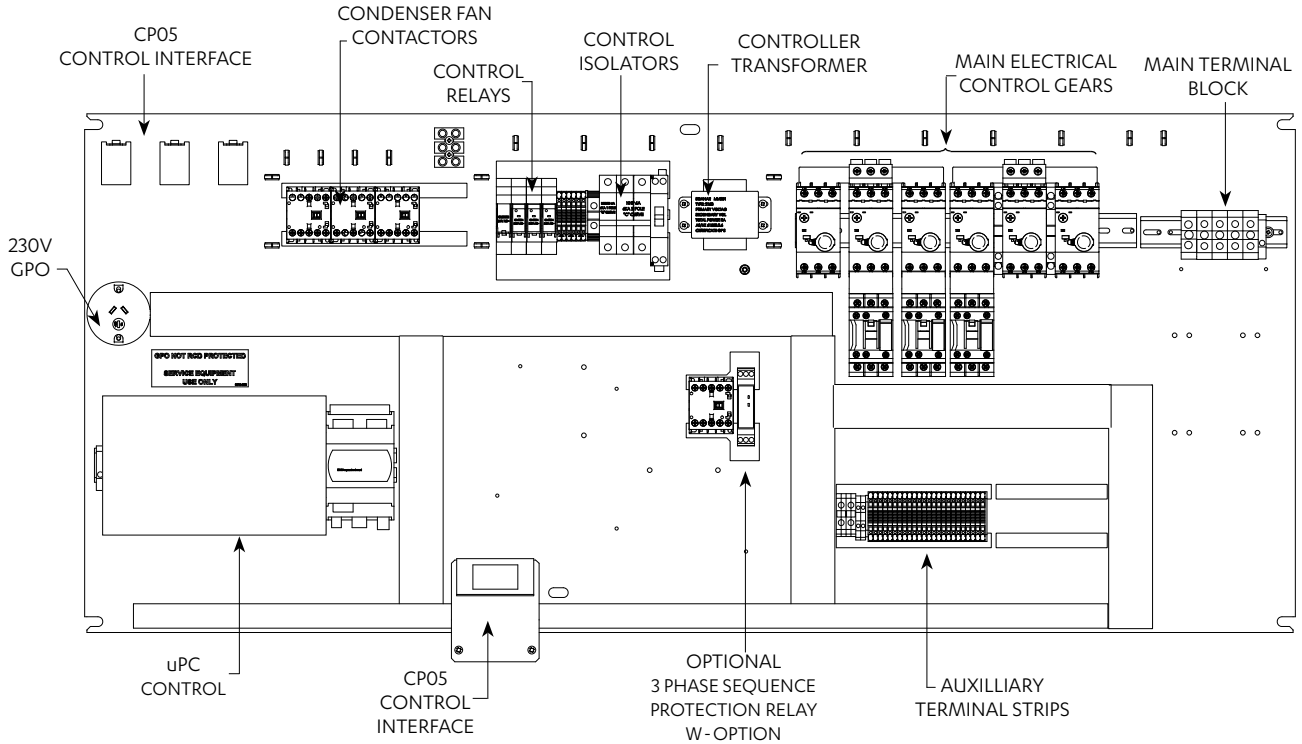 CP05
CONTROL INTERFACE
CONDENSER FAN
CONTACTORS
CONTROL
RELAYS
CONTROL
ISOLATORS
CONTROLLER
TRANSFORMER
MAIN ELECTRICAL
CONTROL GEARS
MAIN TERMINAL
BLOCK
230V
GPO
GPO NOT RCD PROTECTED
SERVICE EQUIPMENT
USE ONLY
uPC
CONTROL
CP05
CONTROL
INTERFACE
OPTIONAL
3 PHASE SEQUENCE
PROTECTION RELAY
W-OPTION
AUXILLIARY
TERMINAL STRIPS